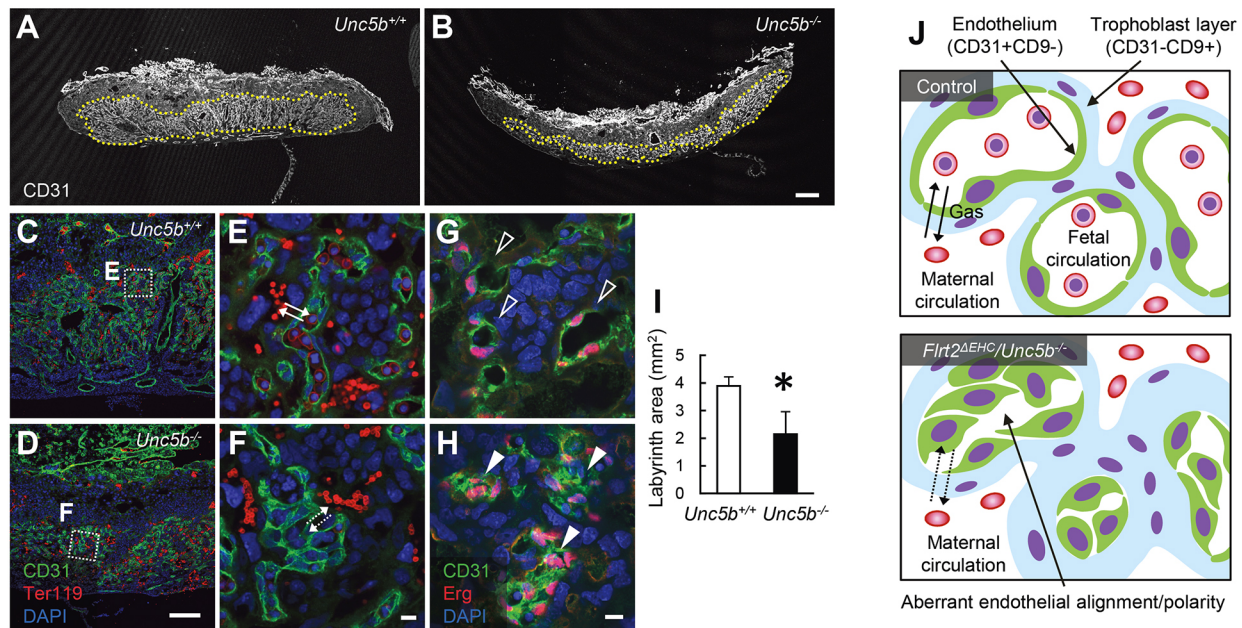 A
Unc5b+/+
CD31
B
Unc5b-/-
C
Unc5b+/+
E
E
G
D
Unc5b-/-
F
CD31
Ter119
DAPI
F
H
CD31
Erg
DAPI
I
Labyrinth area (mm2)
5
4
3
2
1
0
*
Unc5b+/+
Unc5b-/-
J
Endothelium
(CD31+CD9-)
Trophoblast layer
(CD31-CD9+)
Control
Gas
Fetal
circulation
Maternal
circulation
Flrt2ΔEHC/Unc5b-/-
Maternal
circulation
Aberrant endothelial alignment/polarity